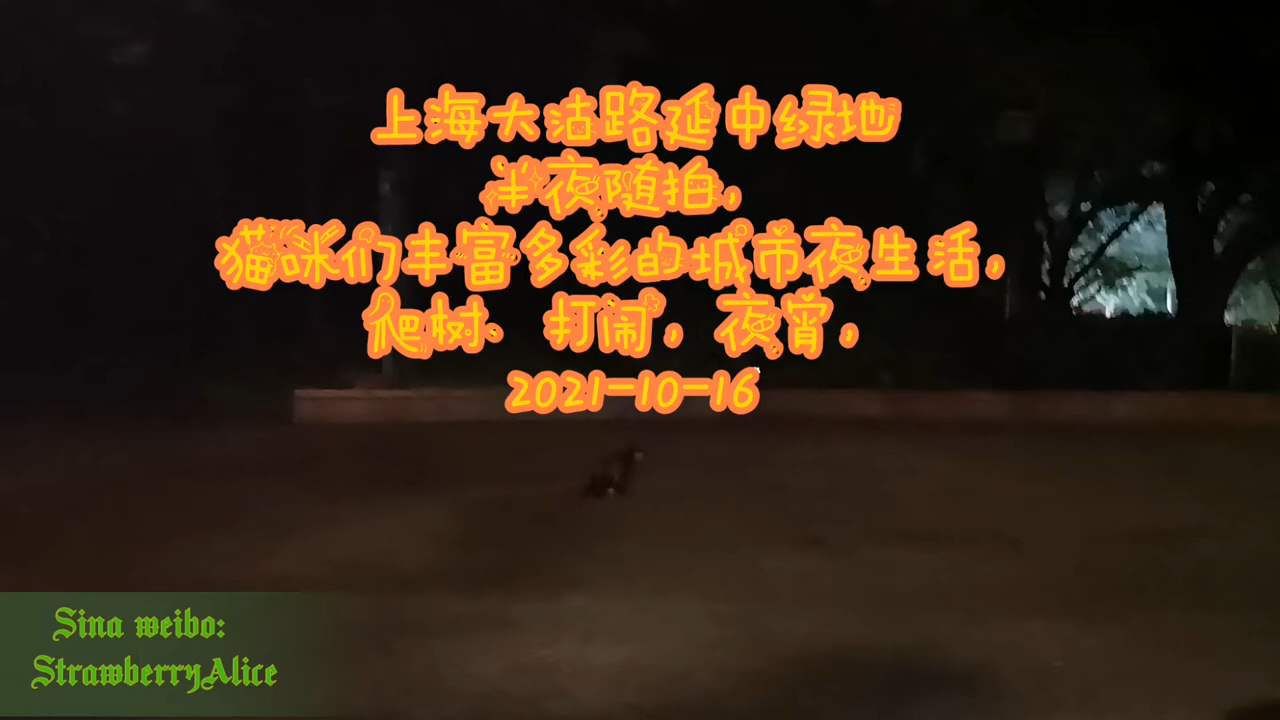 上海大沽路延中绿地
半夜随拍，
猫咪们丰富多彩的城市夜生活，
爬树、打闹，夜宵，
2021-10-16
Sina weibo:
StrawberryAlice